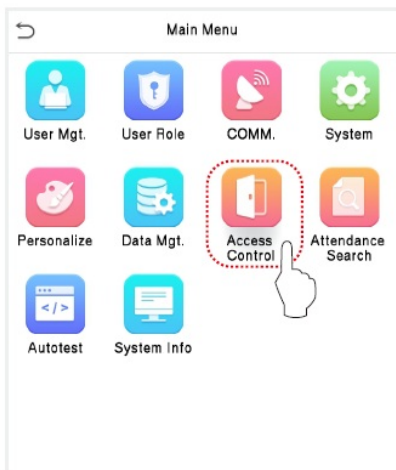 Main Menu
User Mgt.
User Role
COMM.
System
Personalize
Data Mgt.
Access
Control
Attendance
Search
</>
Autotest
System Info